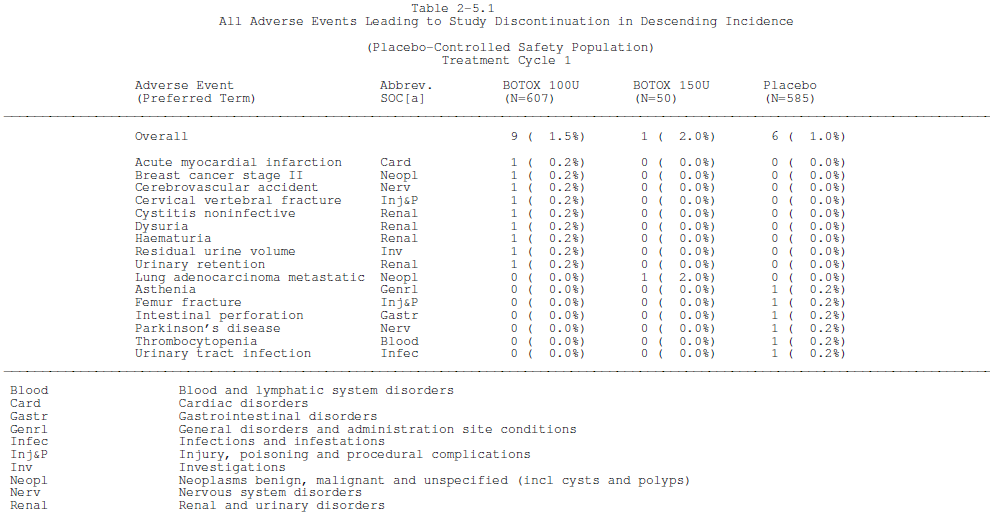 Table 2-5.1
All Adverse Events Leading to Study Discontinuation in Descending Incidence
(Placebo-Controlled Safety Population)
Treatment Cycle 1
Adverse Event Abbrev. BOTOX 100U BOTOX 150U Placebo
(Preferred Term) SOC[a] (N=607) (N=50) (N=585)
Overall 9 ( 1.5%) 1 ( 2.0%) 6 ( 1.0%)
Acute myocardial infarction Card 1 ( 0.2%) 0 ( 0.0%) 0 ( 0.0%)
Breast cancer stage II Neopl 1 ( 0.2%) 0 ( 0.0%) 0 ( 0.0%)
Cerebrovascular accident Nerv 1 ( 0.2%) 0 ( 0.0%) 0 ( 0.0%)
Cervical vertebral fracture Inj&P 1 ( 0.2%) 0 ( 0.0%) 0 ( 0.0%)
Cystitis noninfective Renal 1 ( 0.2%) 0 ( 0.0%) 0 ( 0.0%)
Dysuria Renal 1 ( 0.2%) 0 ( 0.0%) 0 ( 0.0%)
Haematuria Renal 1 ( 0.2%) 0 ( 0.0%) 0 ( 0.0%)
Residual urine volume Inv 1 ( 0.2%) 0 ( 0.0%) 0 ( 0.0%)
Urinary retention Renal 1 ( 0.2%) 0 ( 0.0%) 0 ( 0.0%)
Lung adenocarcinoma metastatic Neopl 0 ( 0.0%) 1 ( 2.0%) 0 ( 0.0%)
Asthenia Genrl 0 ( 0.0%) 0 ( 0.0%) 1 ( 0.2%)
Femur fracture Inj&P 0 ( 0.0%) 0 ( 0.0%) 1 ( 0.2%)
Intestinal perforation Gastr 0 ( 0.0%) 0 ( 0.0%) 1 ( 0.2%)
Parkinson's disease Nerv 0 ( 0.0%) 0 ( 0.0%) 1 ( 0.2%)
Thrombocytopenia Blood 0 ( 0.0%) 0 ( 0.0%) 1 ( 0.2%)
Urinary tract infection Infec 0 ( 0.0%) 0 ( 0.0%) 1 ( 0.2%)
Blood Blood and lymphatic system disorders
Card Cardiac disorders
Gastr Gastrointestinal disorders
Genrl General disorders and administration site conditions
Infec Infections and infestations
Inj&P Injury, poisoning and procedural complications
Inv Investigations
Neopl Neoplasms benign, malignant and unspecified (incl cysts and polyps)
Nerv Nervous system disorders
Renal Renal and urinary disorders